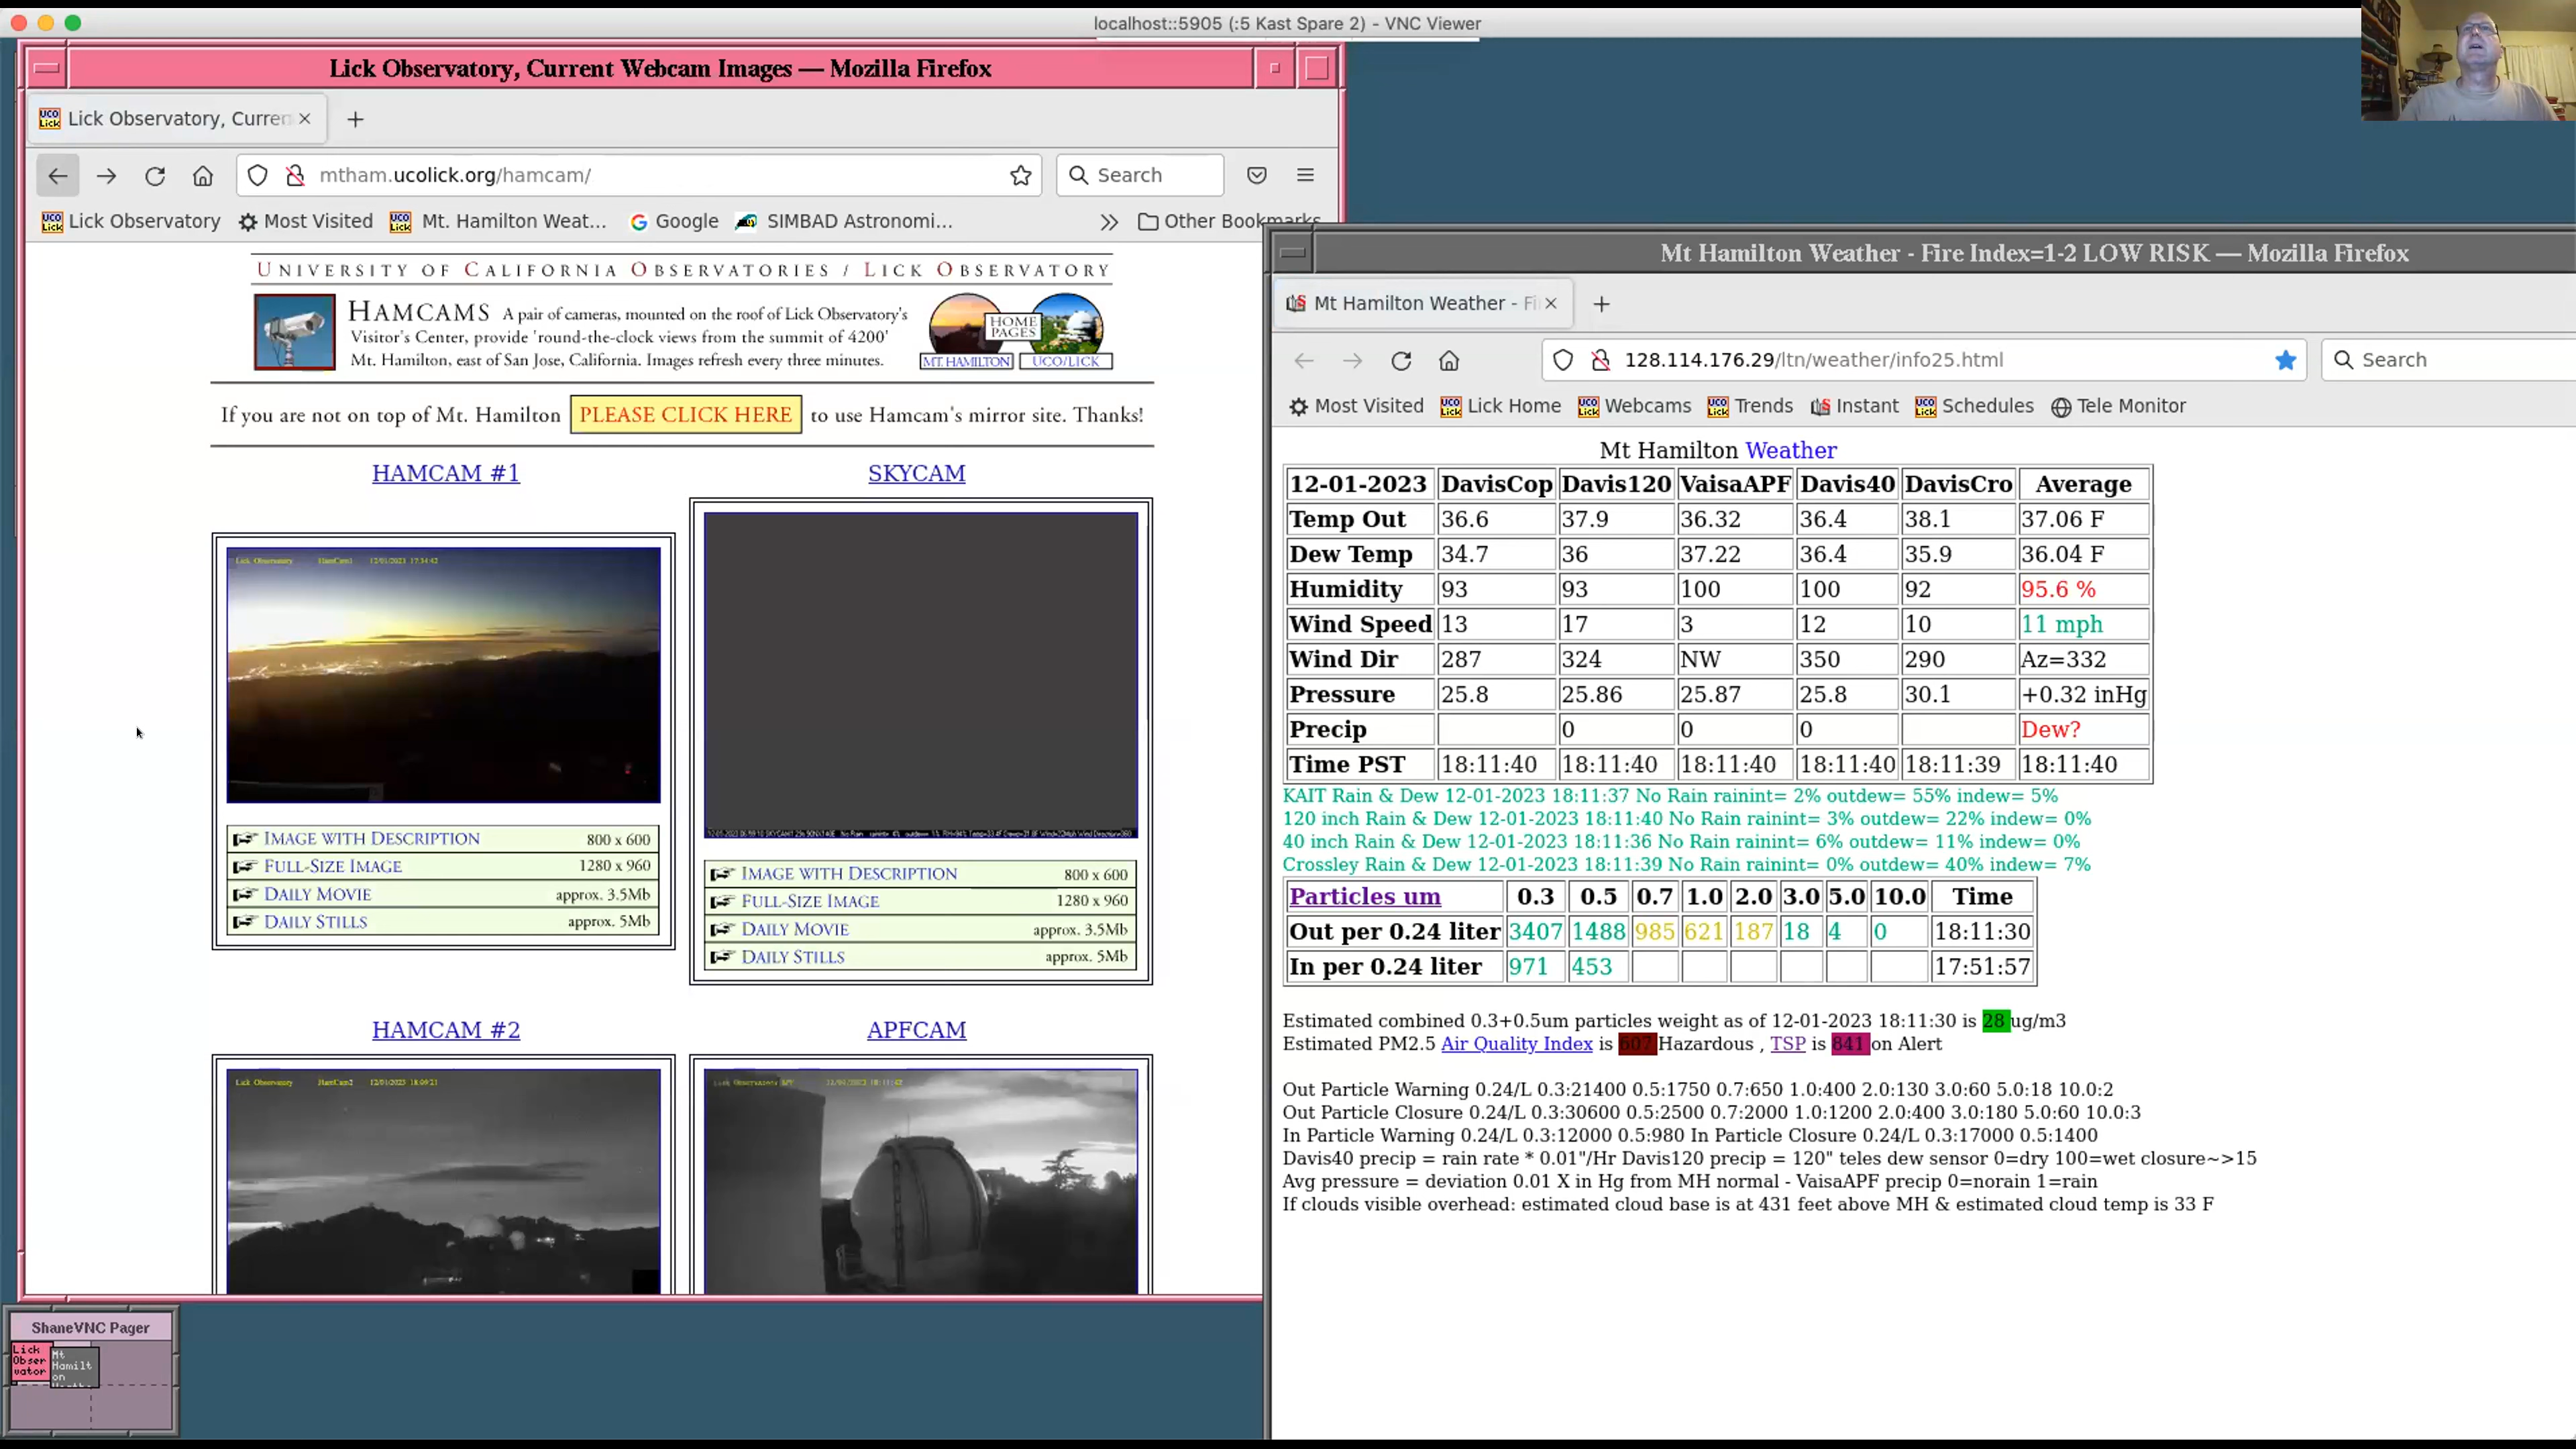 localhost::5905 (:5 Kast Spare 2) - VNC Viewer
Lick Observatory, Current Webcam Images — Mozilla Firefox
Lick Observatory, Curren
mtham.ucolick.org/hamcam/
Search
Lick Observatory Most Visited Mt. Hamilton Weat... Google SIMBAD Astronomi... Other Bookmarks
UNIVERSITY OF CALIFORNIA OBSERVATORIES / LICK OBSERVATORY
HAMCAMS A pair of cameras, mounted on the roof of Lick Observatory's
Visitor's Center, provide 'round-the-clock views from the summit of 4200'
Mt. Hamilton, east of San Jose, California. Images refresh every three minutes.
HOME PAGES
MT. HAMILTON UCO/LICK
If you are not on top of Mt. Hamilton PLEASE CLICK HERE to use Hamcam's mirror site. Thanks!
HAMCAM #1
Lick Observatory HamCam1 12/01/2023 17:34:42
IMAGE WITH DESCRIPTION 800 x 600
FULL-SIZE IMAGE 1280 x 960
DAILY MOVIE approx. 3.5Mb
DAILY STILLS approx. 5Mb
SKYCAM
IMAGE WITH DESCRIPTION 800 x 600
FULL-SIZE IMAGE 1280 x 960
DAILY MOVIE approx. 3.5Mb
DAILY STILLS approx. 5Mb
HAMCAM #2
Lick Observatory HamCam2 12/01/2023 18:09:21
APFCAM
ShaneVNC Pager
Lick
Obser
vator
Mt
Hamilt
on
Mt Hamilton Weather - Fire Index=1-2 LOW RISK — Mozilla Firefox
Mt Hamilton Weather - Fi
128.114.176.29/ltn/weather/info25.html
Search
Most Visited Lick Home Webcams Trends Instant Schedules Tele Monitor
Mt Hamilton Weather
12-01-2023 DavisCop Davis120 VaisaAPF Davis40 DavisCro Average
Temp Out 36.6 37.9 36.32 36.4 38.1 37.06 F
Dew Temp 34.7 36 37.22 36.4 35.9 36.04 F
Humidity 93 93 100 100 92 95.6 %
Wind Speed 13 17 3 12 10 11 mph
Wind Dir 287 324 NW 350 290 Az=332
Pressure 25.8 25.86 25.87 25.8 30.1 +0.32 inHg
Precip 0 0 0 Dew?
Time PST 18:11:40 18:11:40 18:11:40 18:11:40 18:11:39 18:11:40
KAIT Rain & Dew 12-01-2023 18:11:37 No Rain rainint= 2% outdew= 55% indew= 5%
120 inch Rain & Dew 12-01-2023 18:11:40 No Rain rainint= 3% outdew= 22% indew= 0%
40 inch Rain & Dew 12-01-2023 18:11:36 No Rain rainint= 6% outdew= 11% indew= 0%
Crossley Rain & Dew 12-01-2023 18:11:39 No Rain rainint= 0% outdew= 40% indew= 7%
Particles um 0.3 0.5 0.7 1.0 2.0 3.0 5.0 10.0 Time
Out per 0.24 liter 3407 1488 985 621 187 18 4 0 18:11:30
In per 0.24 liter 971 453 17:51:57
Estimated combined 0.3+0.5um particles weight as of 12-01-2023 18:11:30 is 28 ug/m3
Estimated PM2.5 Air Quality Index is 607 Hazardous , TSP is 841 on Alert
Out Particle Warning 0.24/L 0.3:21400 0.5:1750 0.7:650 1.0:400 2.0:130 3.0:60 5.0:18 10.0:2
Out Particle Closure 0.24/L 0.3:30600 0.5:2500 0.7:2000 1.0:1200 2.0:400 3.0:180 5.0:60 10.0:3
In Particle Warning 0.24/L 0.3:12000 0.5:980 In Particle Closure 0.24/L 0.3:17000 0.5:1400
Davis40 precip = rain rate * 0.01"/Hr Davis120 precip = 120" teles dew sensor 0=dry 100=wet closure~>15
Avg pressure = deviation 0.01 X in Hg from MH normal - VaisaAPF precip 0=norain 1=rain
If clouds visible overhead: estimated cloud base is at 431 feet above MH & estimated cloud temp is 33 F